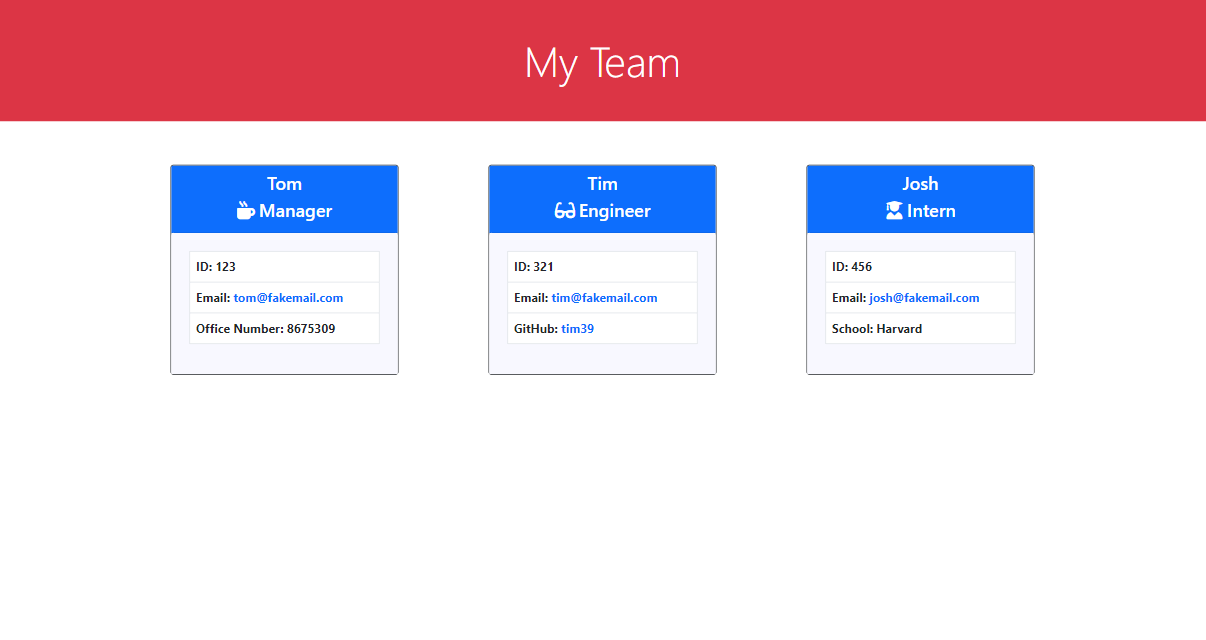 My Team
Tom
Manager
ID: 123
Email: tom@fakemail.com
Office Number: 8675309
Tim
Engineer
ID: 321
Email: tim@fakemail.com
GitHub: tim39
Josh
Intern
ID: 456
Email: josh@fakemail.com
School: Harvard